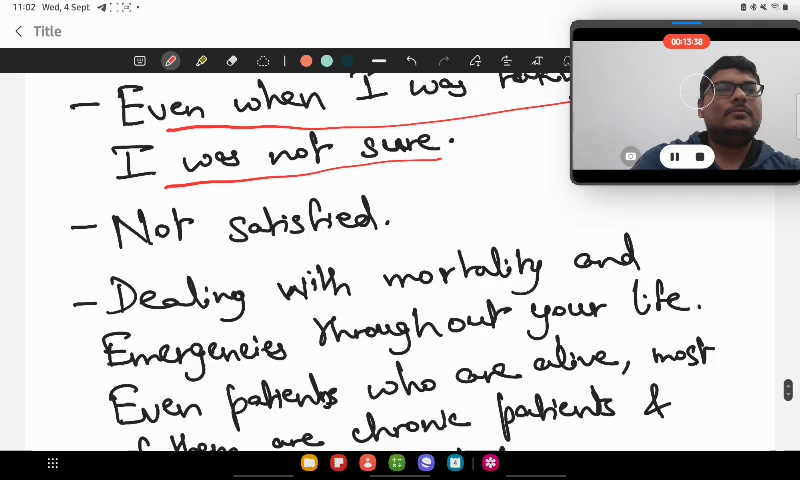 11:02 Wed, 4 Sept
Title
00:13:38
- Even when I was
I was not sure.
- Not satisfied.
- Dealing with mortality and
Emergencies throughout your life.
Even patients who are alive, most
of them are chronic patients &